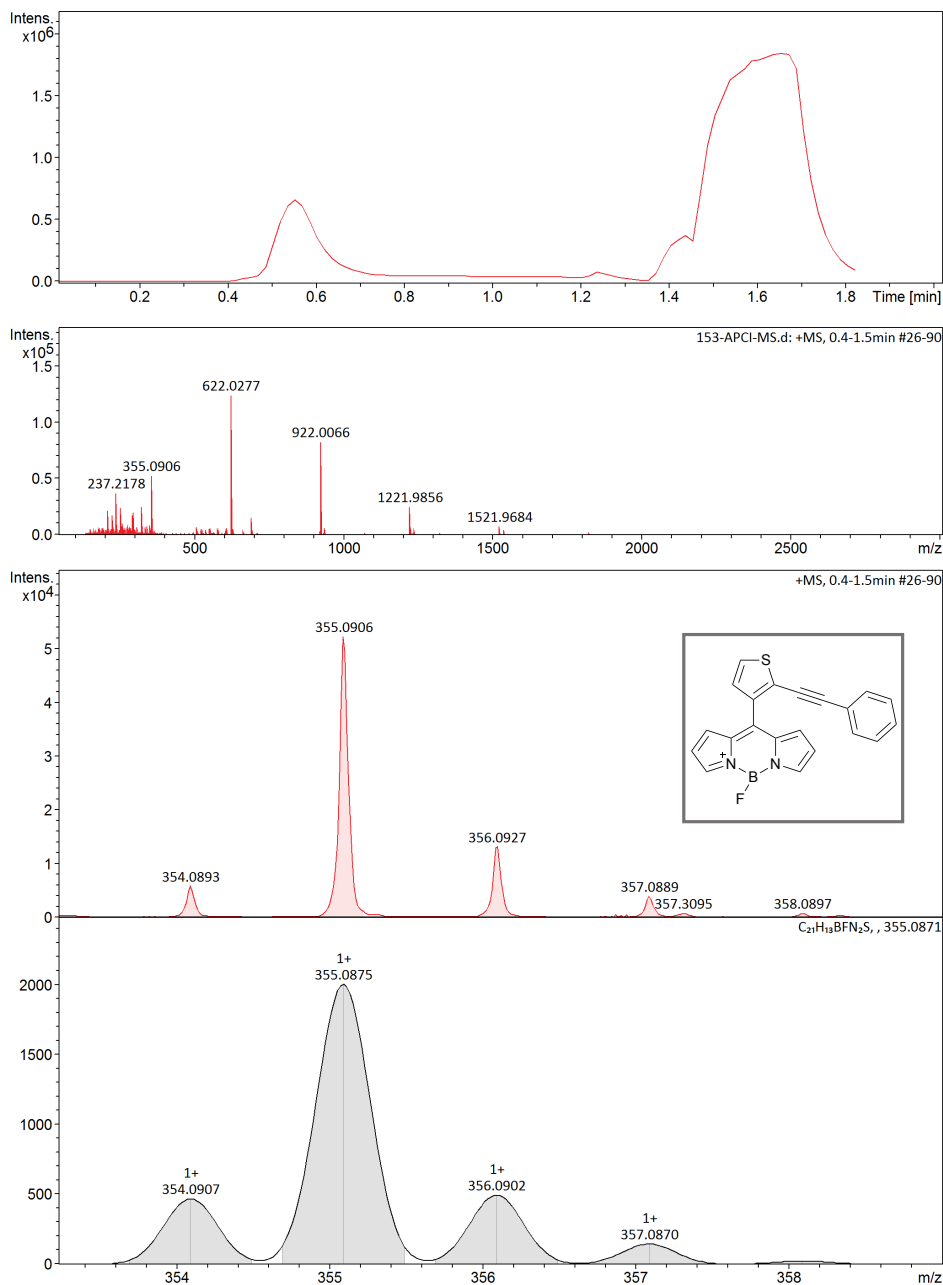 Intens.
x10⁶
1.5
1.0
0.5
0.0
0.2 0.4 0.6 0.8 1.0 1.2 1.4 1.6 1.8 Time [min]
Intens.
x10⁵
153-APCI-MS.d: +MS, 0.4-1.5min #26-90
1.5
1.0
0.5
0.0
237.2178
355.0906
622.0277
922.0066
1221.9856
1521.9684
500 1000 1500 2000 2500 m/z
Intens.
x10⁴
+MS, 0.4-1.5min #26-90
5
4
3
2
1
0
354.0893
355.0906
356.0927
357.0889
357.3095
358.0897
S
+
N
B
N
F
C₂₁H₁₃BFN₂S, , 355.0871
2000
1500
1000
500
0
1+
354.0907
1+
355.0875
1+
356.0902
1+
357.0870
354 355 356 357 358 m/z